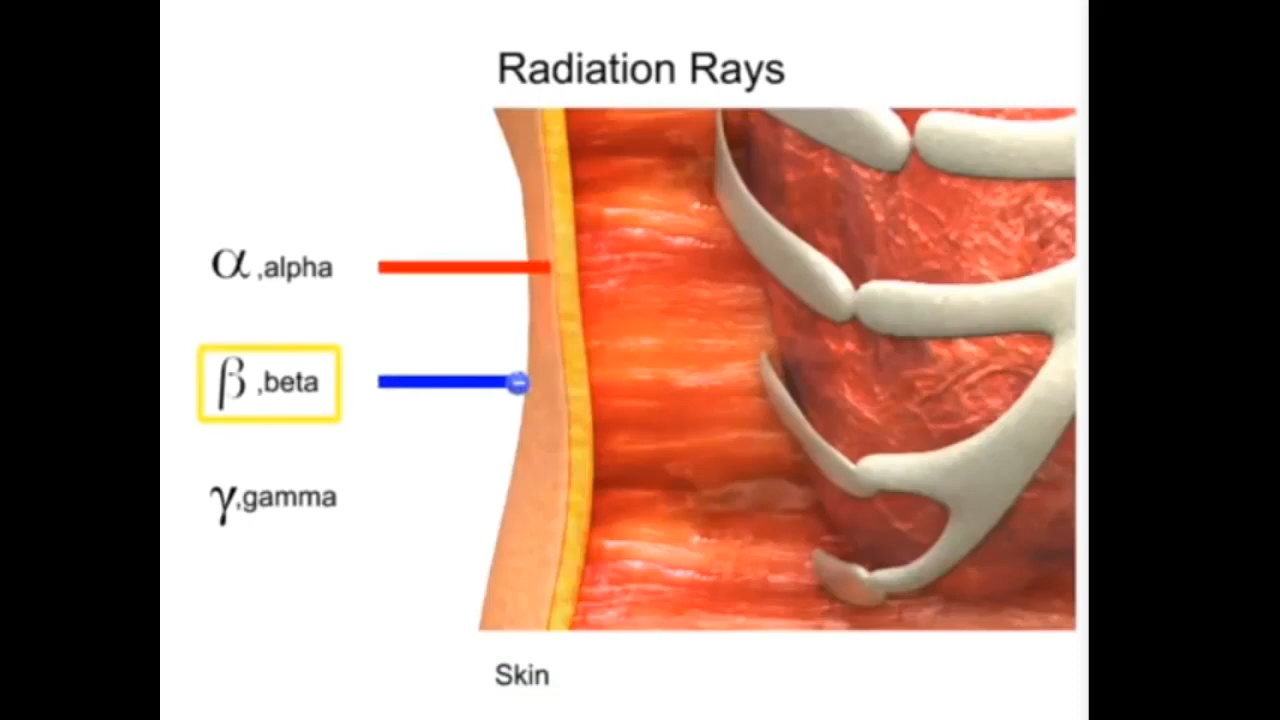 Radiation Rays
α ,alpha
β ,beta
γ,gamma
Skin